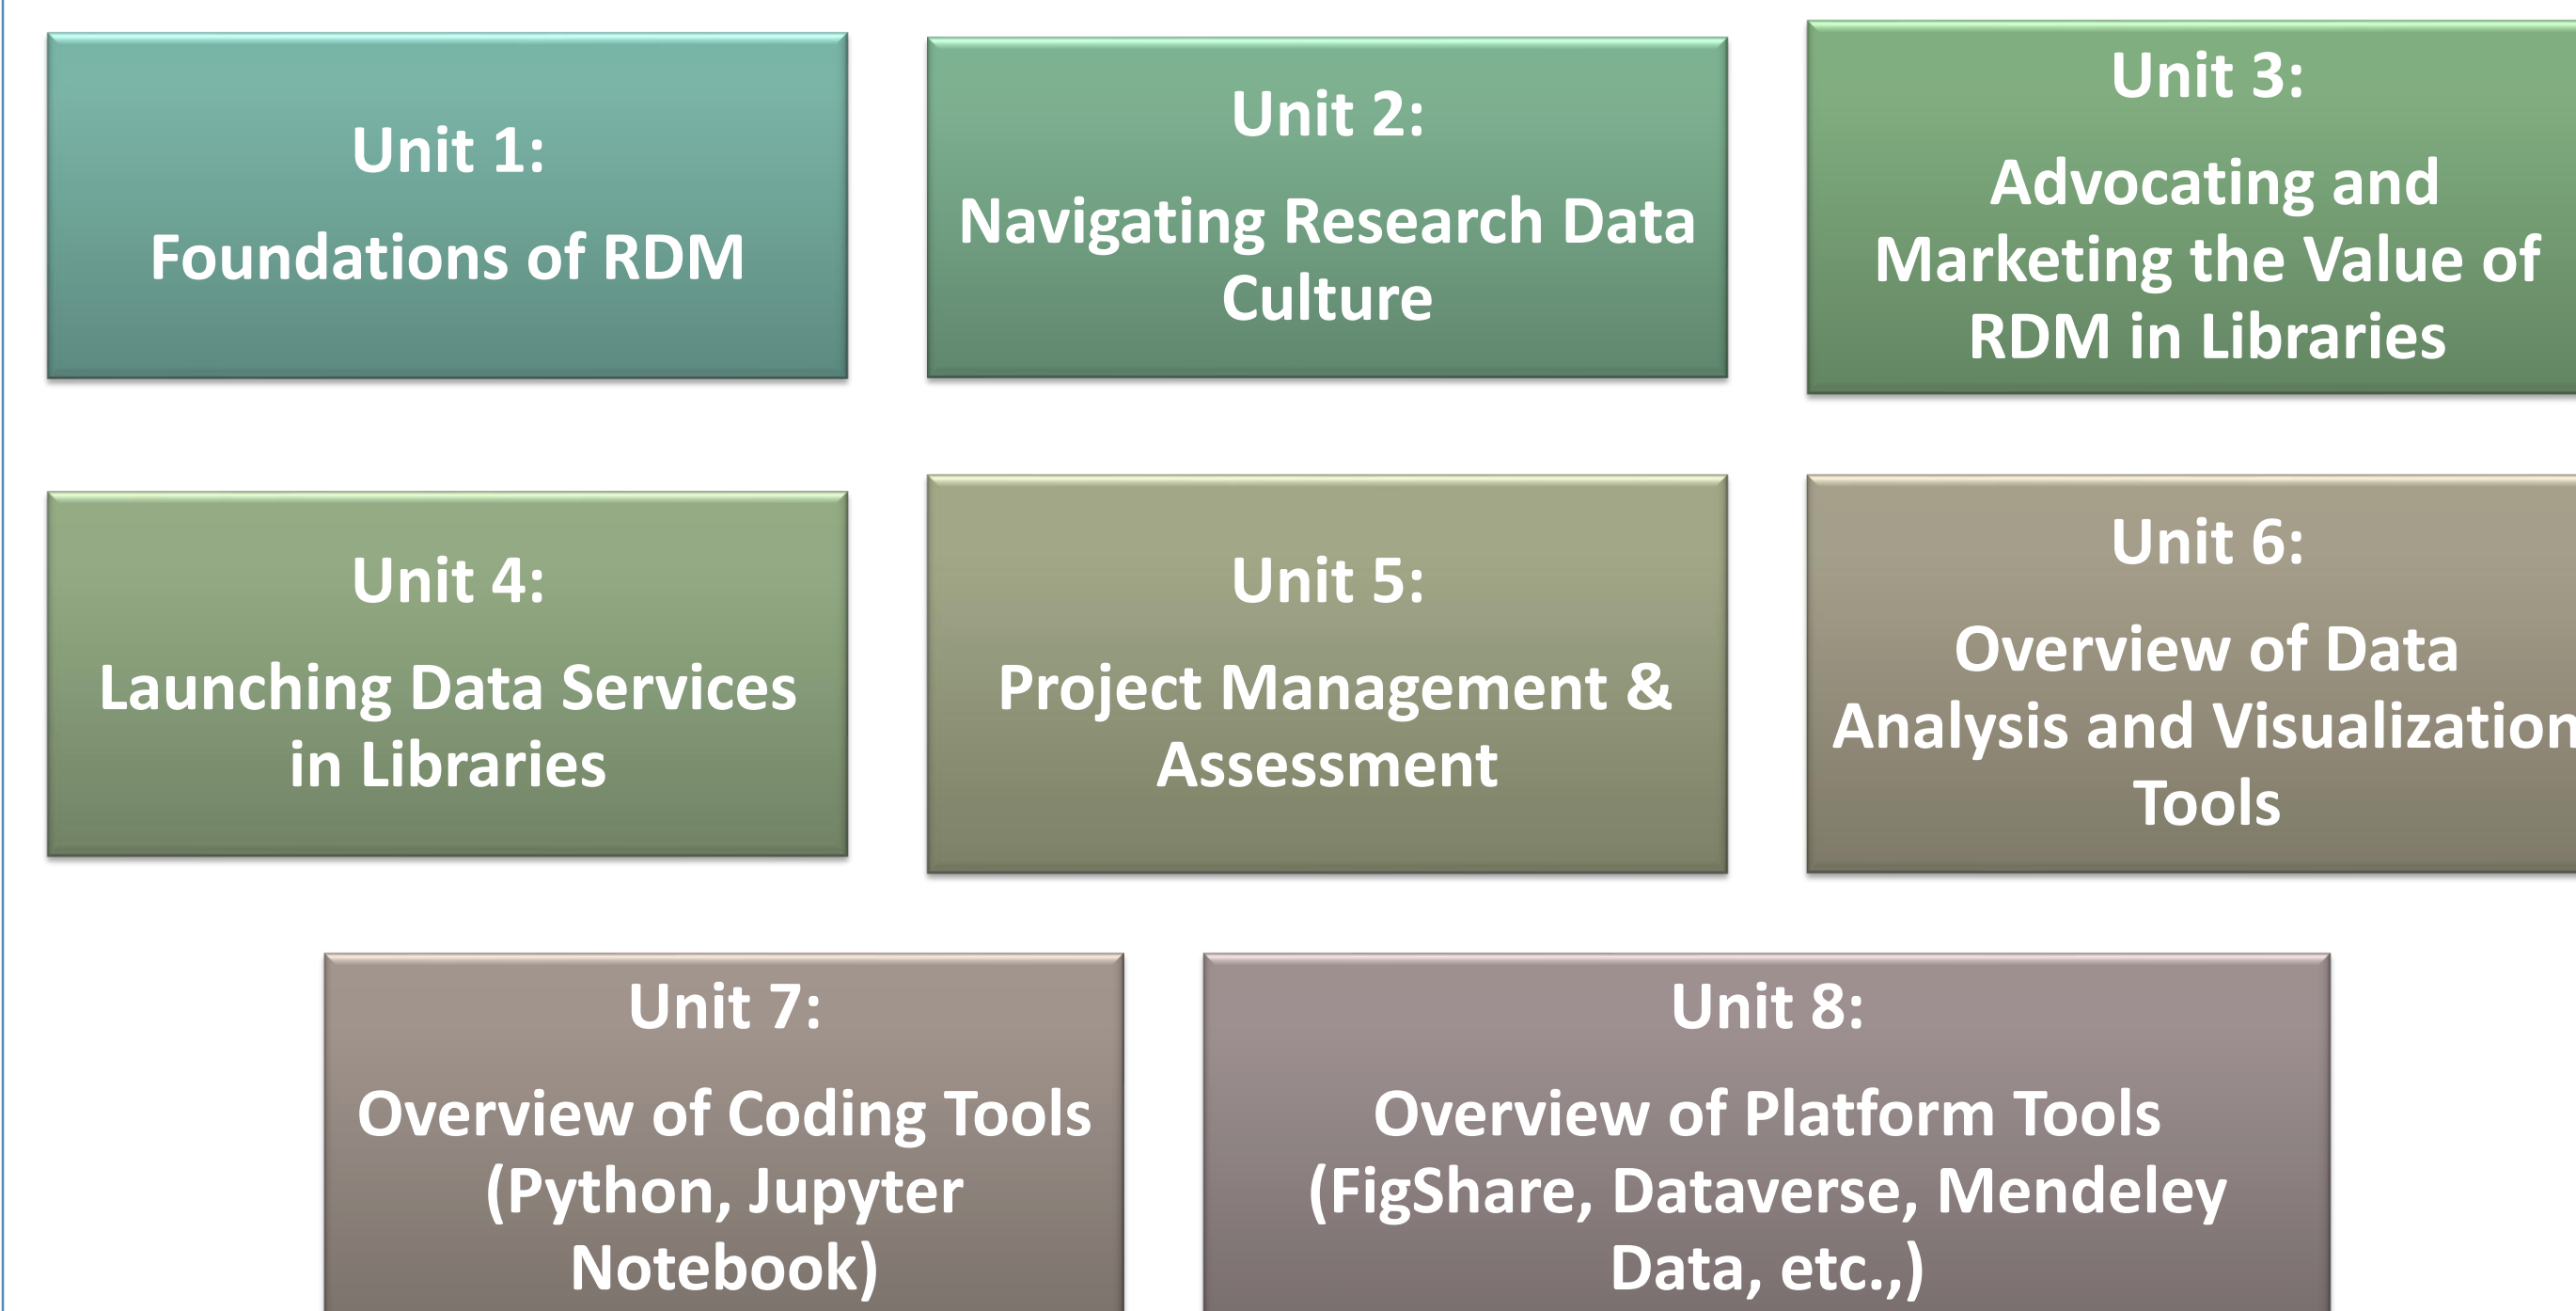 Unit 1:
Foundations of RDM
Unit 2:
Navigating Research Data
Culture
Unit 3:
Advocating and
Marketing the Value of
RDM in Libraries
Unit 4:
Launching Data Services
in Libraries
Unit 5:
Project Management &
Assessment
Unit 6:
Overview of Data
Analysis and Visualization
Tools
Unit 7:
Overview of Coding Tools
(Python, Jupyter
Notebook)
Unit 8:
Overview of Platform Tools
(FigShare, Dataverse, Mendeley
Data, etc.,)